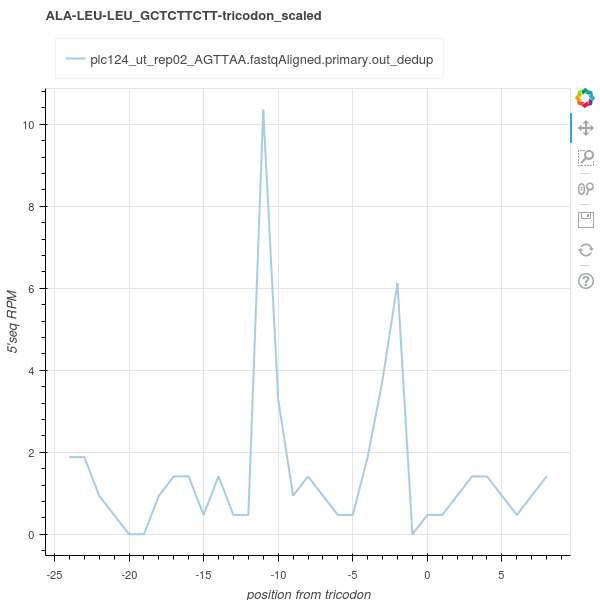 ALA-LEU-LEU_GCTCTTCTT-tricodon_scaled
plc124_ut_rep02_AGTTAA.fastqAligned.primary.out_dedup
10
8
6
4
2
0
5'seq RPM
-25 -20 -15 -10 -5 0 5
position from tricodon